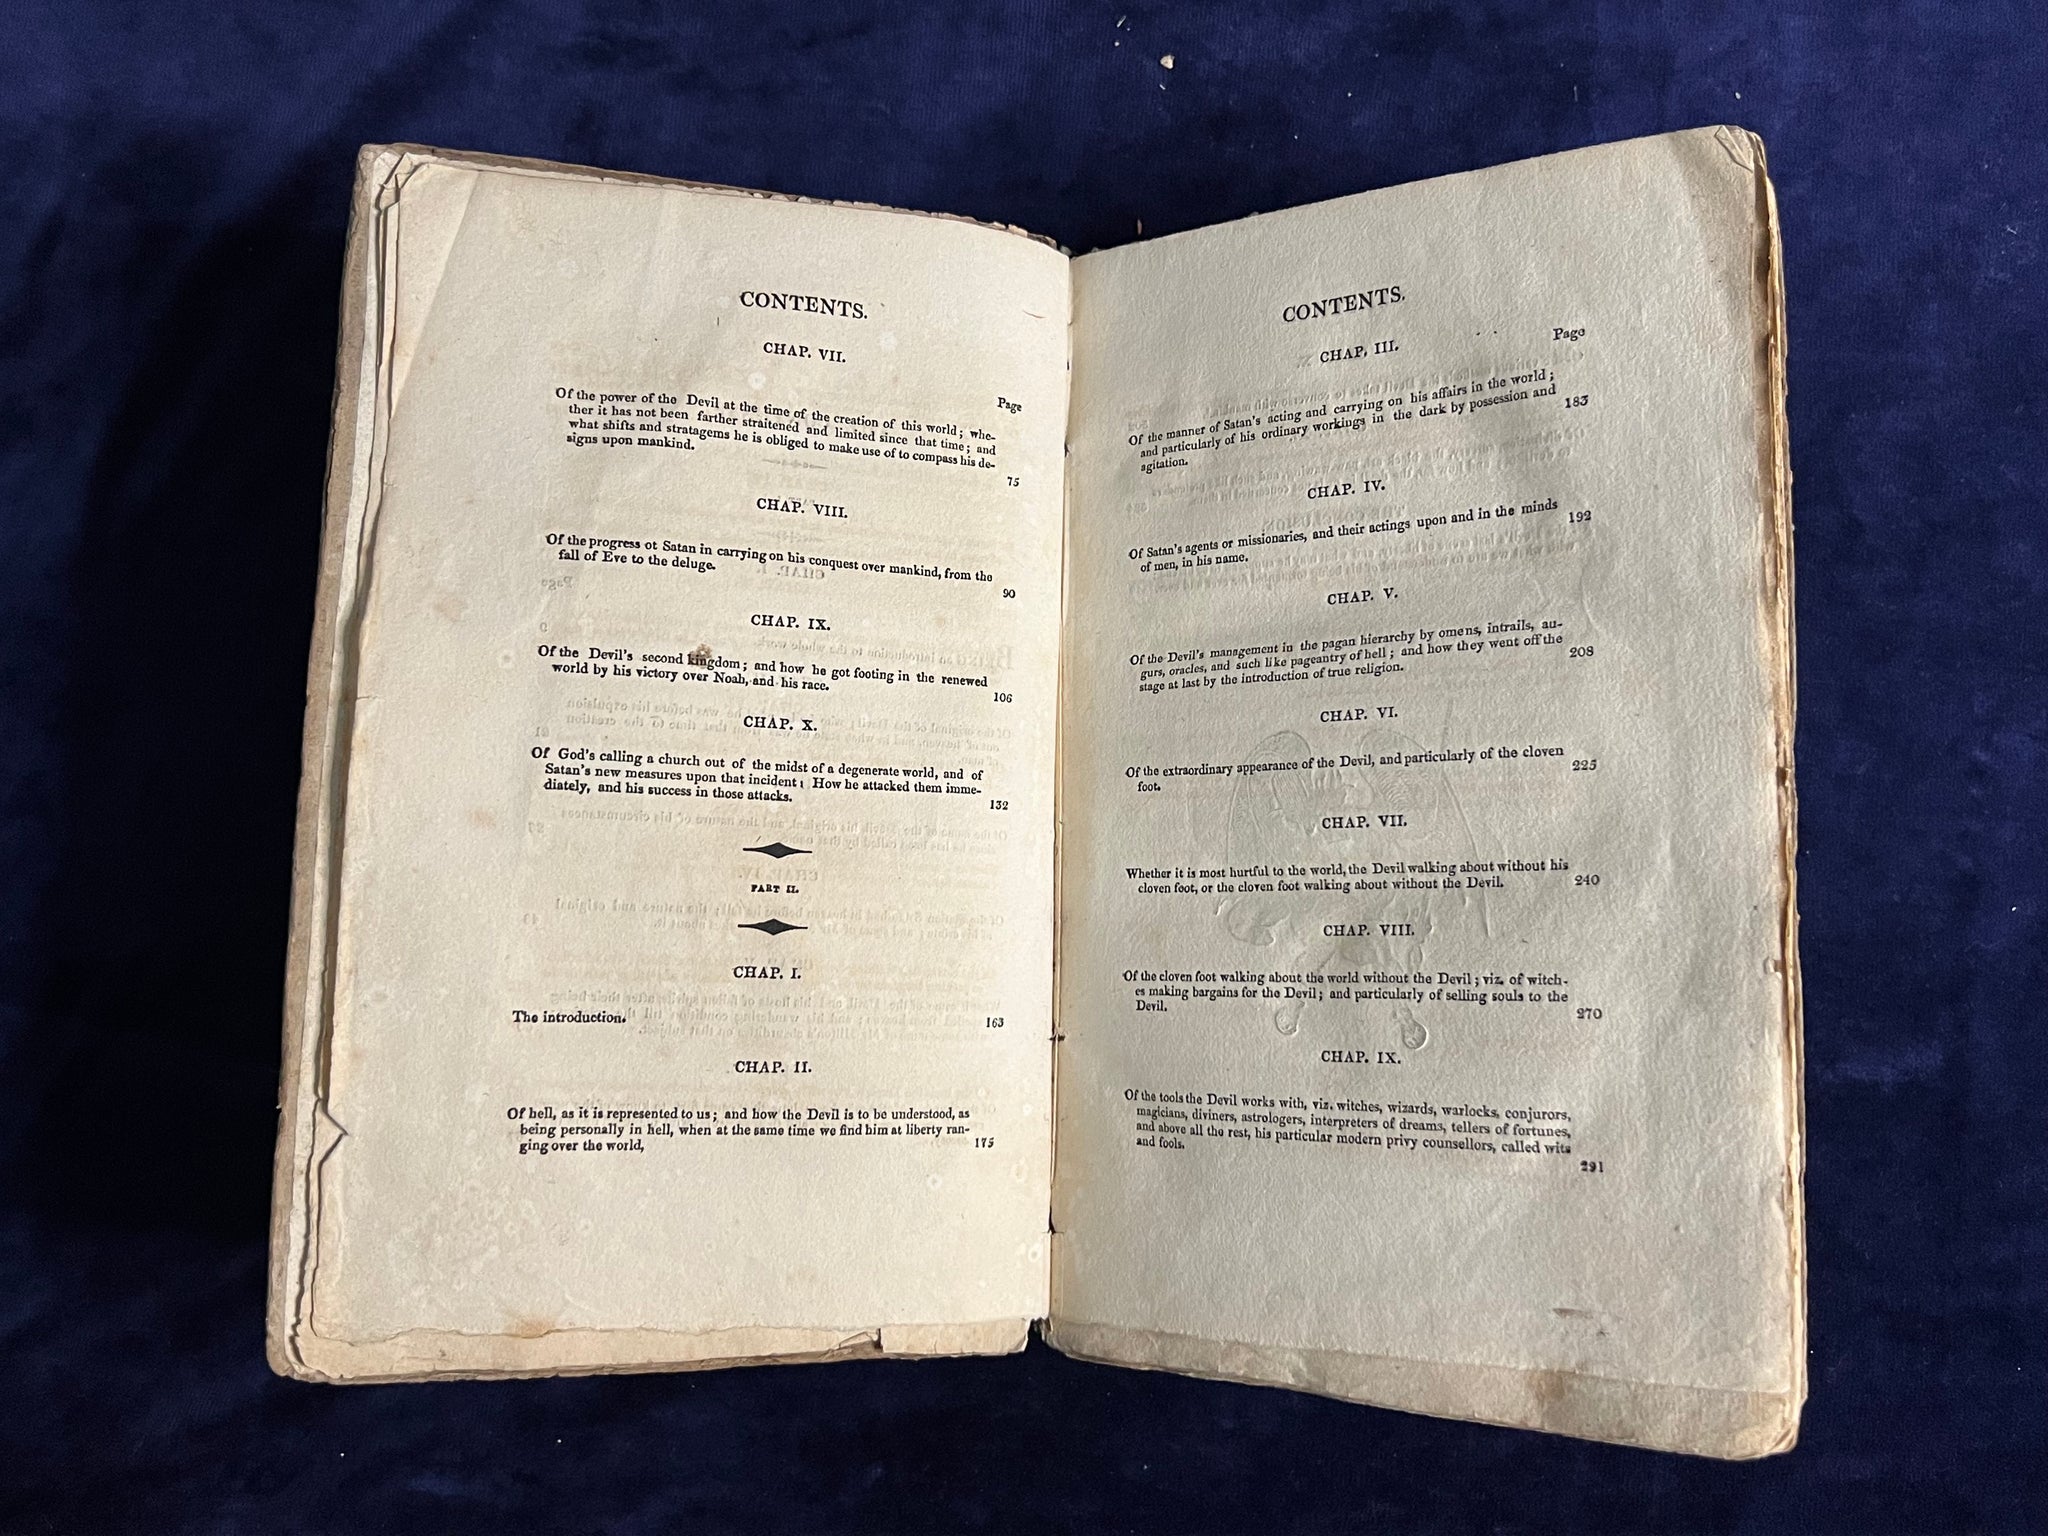 CONTENTS.
CHAP. VII.
Page
Of the power of the Devil at the time of the creation of this world; whe-
ther it has not been farther straitened and limited since that time; and
what shifts and stratagems he is obliged to make use of to compass his de-
signs upon mankind.
75
CHAP. VIII.
Of the progress ot Satan in carrying on his conquest over mankind, from the
fall of Eve to the deluge.
90
CHAP. IX.
Of the Devil's second kingdom; and how he got footing in the renewed
world by his victory over Noah, and his race.
106
CHAP. X.
Of God's calling a church out of the midst of a degenerate world, and of
Satan's new measures upon that incident: How he attacked them imme-
diately, and his success in those attacks.
132
PART II.
CHAP. I.
The introduction.
163
CHAP. II.
Of hell, as it is represented to us; and how the Devil is to be understood, as
being personally in hell, when at the same time we find him at liberty ran-
ging over the world,
175
CONTENTS.
Page
CHAP, III.
Of the manner of Satan's acting and carrying on his affairs in the world;
and particularly of his ordinary workings in the dark by possession and
agitation.
183
CHAP. IV.
Of Satan's agents or missionaries, and their actings upon and in the minds
of men, in his name.
192
CHAP. V.
Of the Devil's management in the pagan hierarchy by omens, intrails, au-
gurs, oracles, and such like pageantry of hell; and how they went off the
stage at last by the introduction of true religion.
208
CHAP. VI.
Of the extraordinary appearance of the Devil, and particularly of the cloven
foot.
225
CHAP. VII.
Whether it is most hurtful to the world, the Devil walking about without his
cloven foot, or the cloven foot walking about without the Devil.
240
CHAP. VIII.
Of the cloven foot walking about the world without the Devil; viz. of witch-
es making bargains for the Devil; and particularly of selling souls to the
Devil.
270
CHAP. IX.
Of the tools the Devil works with, viz. witches, wizards, warlocks, conjurors,
magicians, diviners, astrologers, interpreters of dreams, tellers of fortunes,
and above all the rest, his particular modern privy counsellors, called wits
and fools.
291